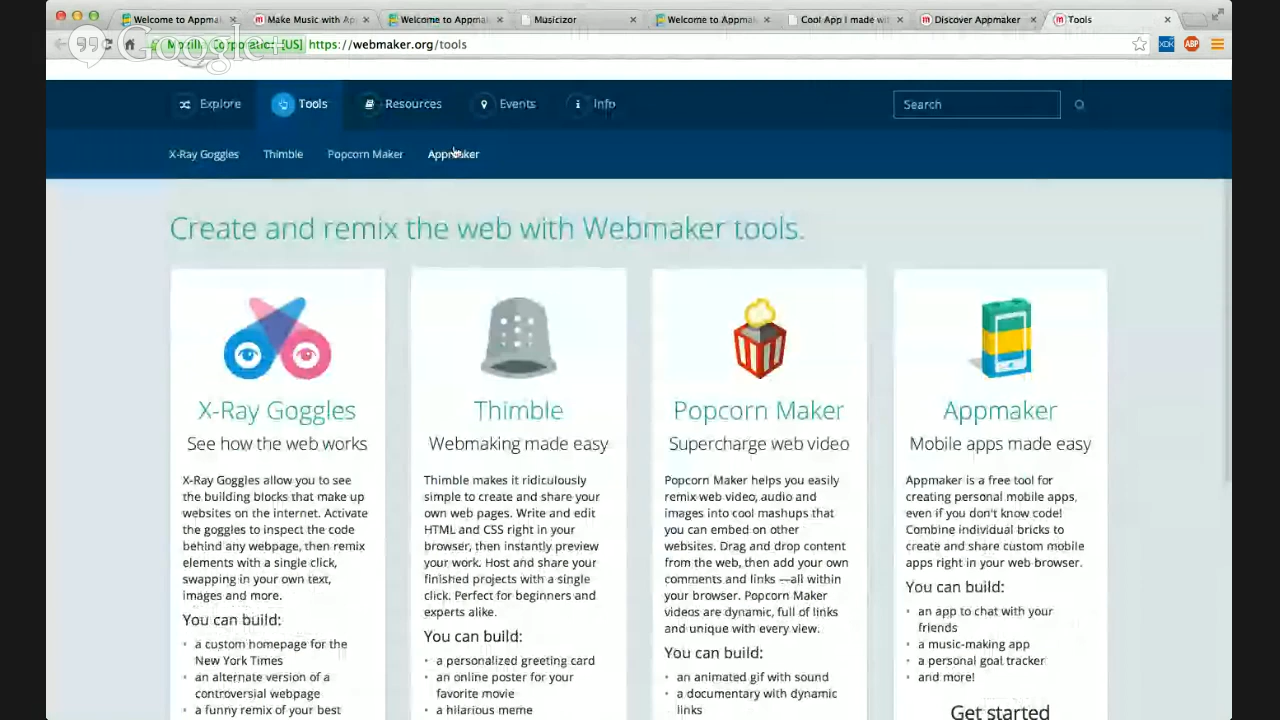 Welcome to Appmal
Make Music with Ap
Welcome to Appmal
Musicizor
Welcome to Appmal
Cool App I made wit
Discover Appmaker
Tools
Google+
Mozilla Corporation [US] https://webmaker.org/tools
XDK
ABP
Explore
Tools
Resources
Events
Info
Search
X-Ray Goggles
Thimble
Popcorn Maker
Appmaker
Create and remix the web with Webmaker tools.
X-Ray Goggles
See how the web works
X-Ray Goggles allow you to see
the building blocks that make up
websites on the internet. Activate
the goggles to inspect the code
behind any webpage, then remix
elements with a single click,
swapping in your own text,
images and more.
You can build:
a custom homepage for the
New York Times
an alternate version of a
controversial webpage
a funny remix of your best
Thimble
Webmaking made easy
Thimble makes it ridiculously
simple to create and share your
own web pages. Write and edit
HTML and CSS right in your
browser, then instantly preview
your work. Host and share your
finished projects with a single
click. Perfect for beginners and
experts alike.
You can build:
a personalized greeting card
an online poster for your
favorite movie
a hilarious meme
Popcorn Maker
Supercharge web video
Popcorn Maker helps you easily
remix web video, audio and
images into cool mashups that
you can embed on other
websites. Drag and drop content
from the web, then add your own
comments and links —all within
your browser. Popcorn Maker
videos are dynamic, full of links
and unique with every view.
You can build:
an animated gif with sound
a documentary with dynamic
links
Appmaker
Mobile apps made easy
Appmaker is a free tool for
creating personal mobile apps,
even if you don't know code!
Combine individual bricks to
create and share custom mobile
apps right in your web browser.
You can build:
an app to chat with your
friends
a music-making app
a personal goal tracker
and more!
Get started